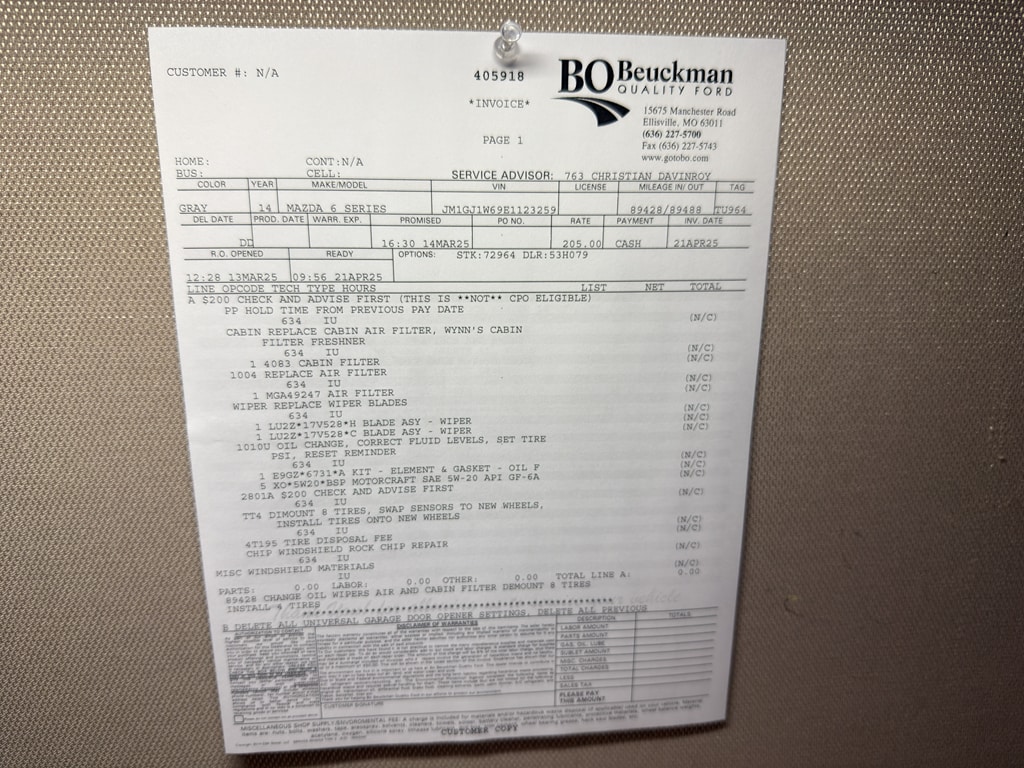 CUSTOMER #: N/A
405918
BO Beuckman
QUALITY FORD
*INVOICE*
15675 Manchester Road
Ellisville, MO 63011
(636) 227-5700
Fax (636) 227-5743
www.gotobo.com
PAGE 1
HOME: CONT:N/A
BUS: CELL: SERVICE ADVISOR: 763 CHRISTIAN DAVINROY
COLOR YEAR MAKE/MODEL VIN LICENSE MILEAGE IN/ OUT TAG
GRAY 14 MAZDA 6 SERIES JM1GJ1W69E1123259 89428/89488 TU964
DEL DATE PROD. DATE WARR. EXP. PROMISED PO NO. RATE PAYMENT INV. DATE
DD 16:30 14MAR25 205.00 CASH 21APR25
R.O. OPENED READY OPTIONS: STK:72964 DLR:53H079
12:28 13MAR25 09:56 21APR25
LINE OPCODE TECH TYPE HOURS LIST NET TOTAL
A $200 CHECK AND ADVISE FIRST (THIS IS **NOT** CPO ELIGIBLE)
PP HOLD TIME FROM PREVIOUS PAY DATE
634 IU (N/C)
CABIN REPLACE CABIN AIR FILTER, WYNN'S CABIN
FILTER FRESHNER
634 IU (N/C)
1 4083 CABIN FILTER (N/C)
1004 REPLACE AIR FILTER
634 IU (N/C)
1 MGA49247 AIR FILTER (N/C)
WIPER REPLACE WIPER BLADES
634 IU (N/C)
1 LU2Z*17V528*H BLADE ASY - WIPER (N/C)
1 LU2Z*17V528*C BLADE ASY - WIPER (N/C)
1010U OIL CHANGE, CORRECT FLUID LEVELS, SET TIRE
PSI, RESET REMINDER
634 IU (N/C)
1 E9GZ*6731*A KIT - ELEMENT & GASKET - OIL F (N/C)
5 XO*5W20*BSP MOTORCRAFT SAE 5W-20 API GF-6A (N/C)
2801A $200 CHECK AND ADVISE FIRST
634 IU (N/C)
TT4 DIMOUNT 8 TIRES, SWAP SENSORS TO NEW WHEELS,
INSTALL TIRES ONTO NEW WHEELS
634 IU (N/C)
4T195 TIRE DISPOSAL FEE (N/C)
CHIP WINDSHIELD ROCK CHIP REPAIR
634 IU (N/C)
MISC WINDSHIELD MATERIALS
IU (N/C)
PARTS: 0.00 LABOR: 0.00 OTHER: 0.00 TOTAL LINE A: 0.00
89428 CHANGE OIL WIPERS AIR AND CABIN FILTER DEMOUNT 8 TIRES
INSTALL 4 TIRES
B DELETE ALL UNIVERSAL GARAGE DOOR OPENER SETTINGS, DELETE ALL PREVIOUS
DISCLAIMER OF WARRANTIES
DESCRIPTION TOTALS
LABOR AMOUNT
PARTS AMOUNT
GAS, OIL, LUBE
SUBLET AMOUNT
MISC. CHARGES
TOTAL CHARGES
LESS
SALES TAX
PLEASE PAY
THIS AMOUNT
CUSTOMER SIGNATURE
CUSTOMER COPY